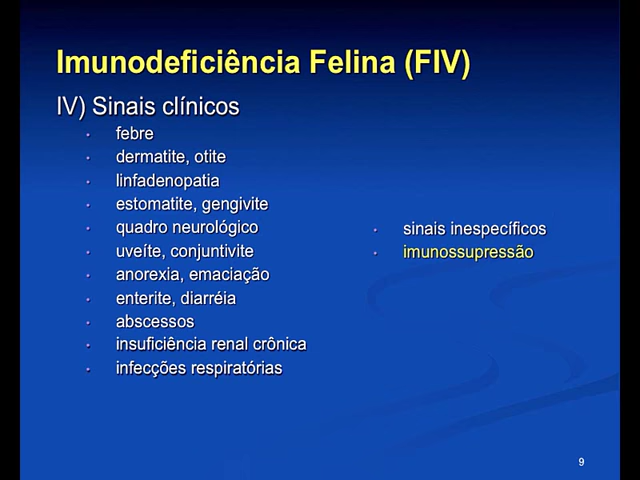 Imunodeficiência Felina (FIV)
IV) Sinais clínicos
• febre
• dermatite, otite
• linfadenopatia
• estomatite, gengivite
• quadro neurológico
• uveíte, conjuntivite
• anorexia, emaciação
• enterite, diarréia
• abscessos
• insuficiência renal crônica
• infecções respiratórias
• sinais inespecíficos
• imunossupressão
9